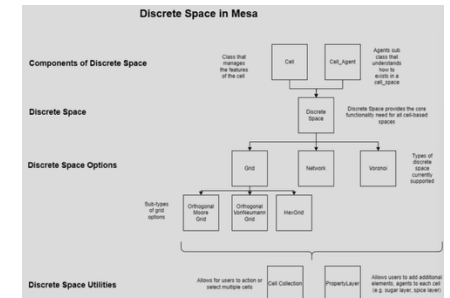 Discrete Space in Mesa
Components of Discrete Space
Class that
manages
the features
of the cell
Cell
Cell_Agent
Agents sub
class that
understands
how to
exists in a
cell_space
Discrete Space
Discrete
Space
Discrete Space provides the core
functionality need for all cell-based
spaces
Discrete Space Options
Grid
Network
Voronoi
Types of
discrete
space
currently
supported
Sub-types
of grid
options
Orthogonal
Moore
Grid
Orthogonal
VonNeumann
Grid
HexGrid
Discrete Space Utilities
Allows for users to action or
select multiple cells
Cell Collection
PropertyLayer
Allows users to add additional
elements, agents to each cell
(e.g. sugar layer, spice layer)